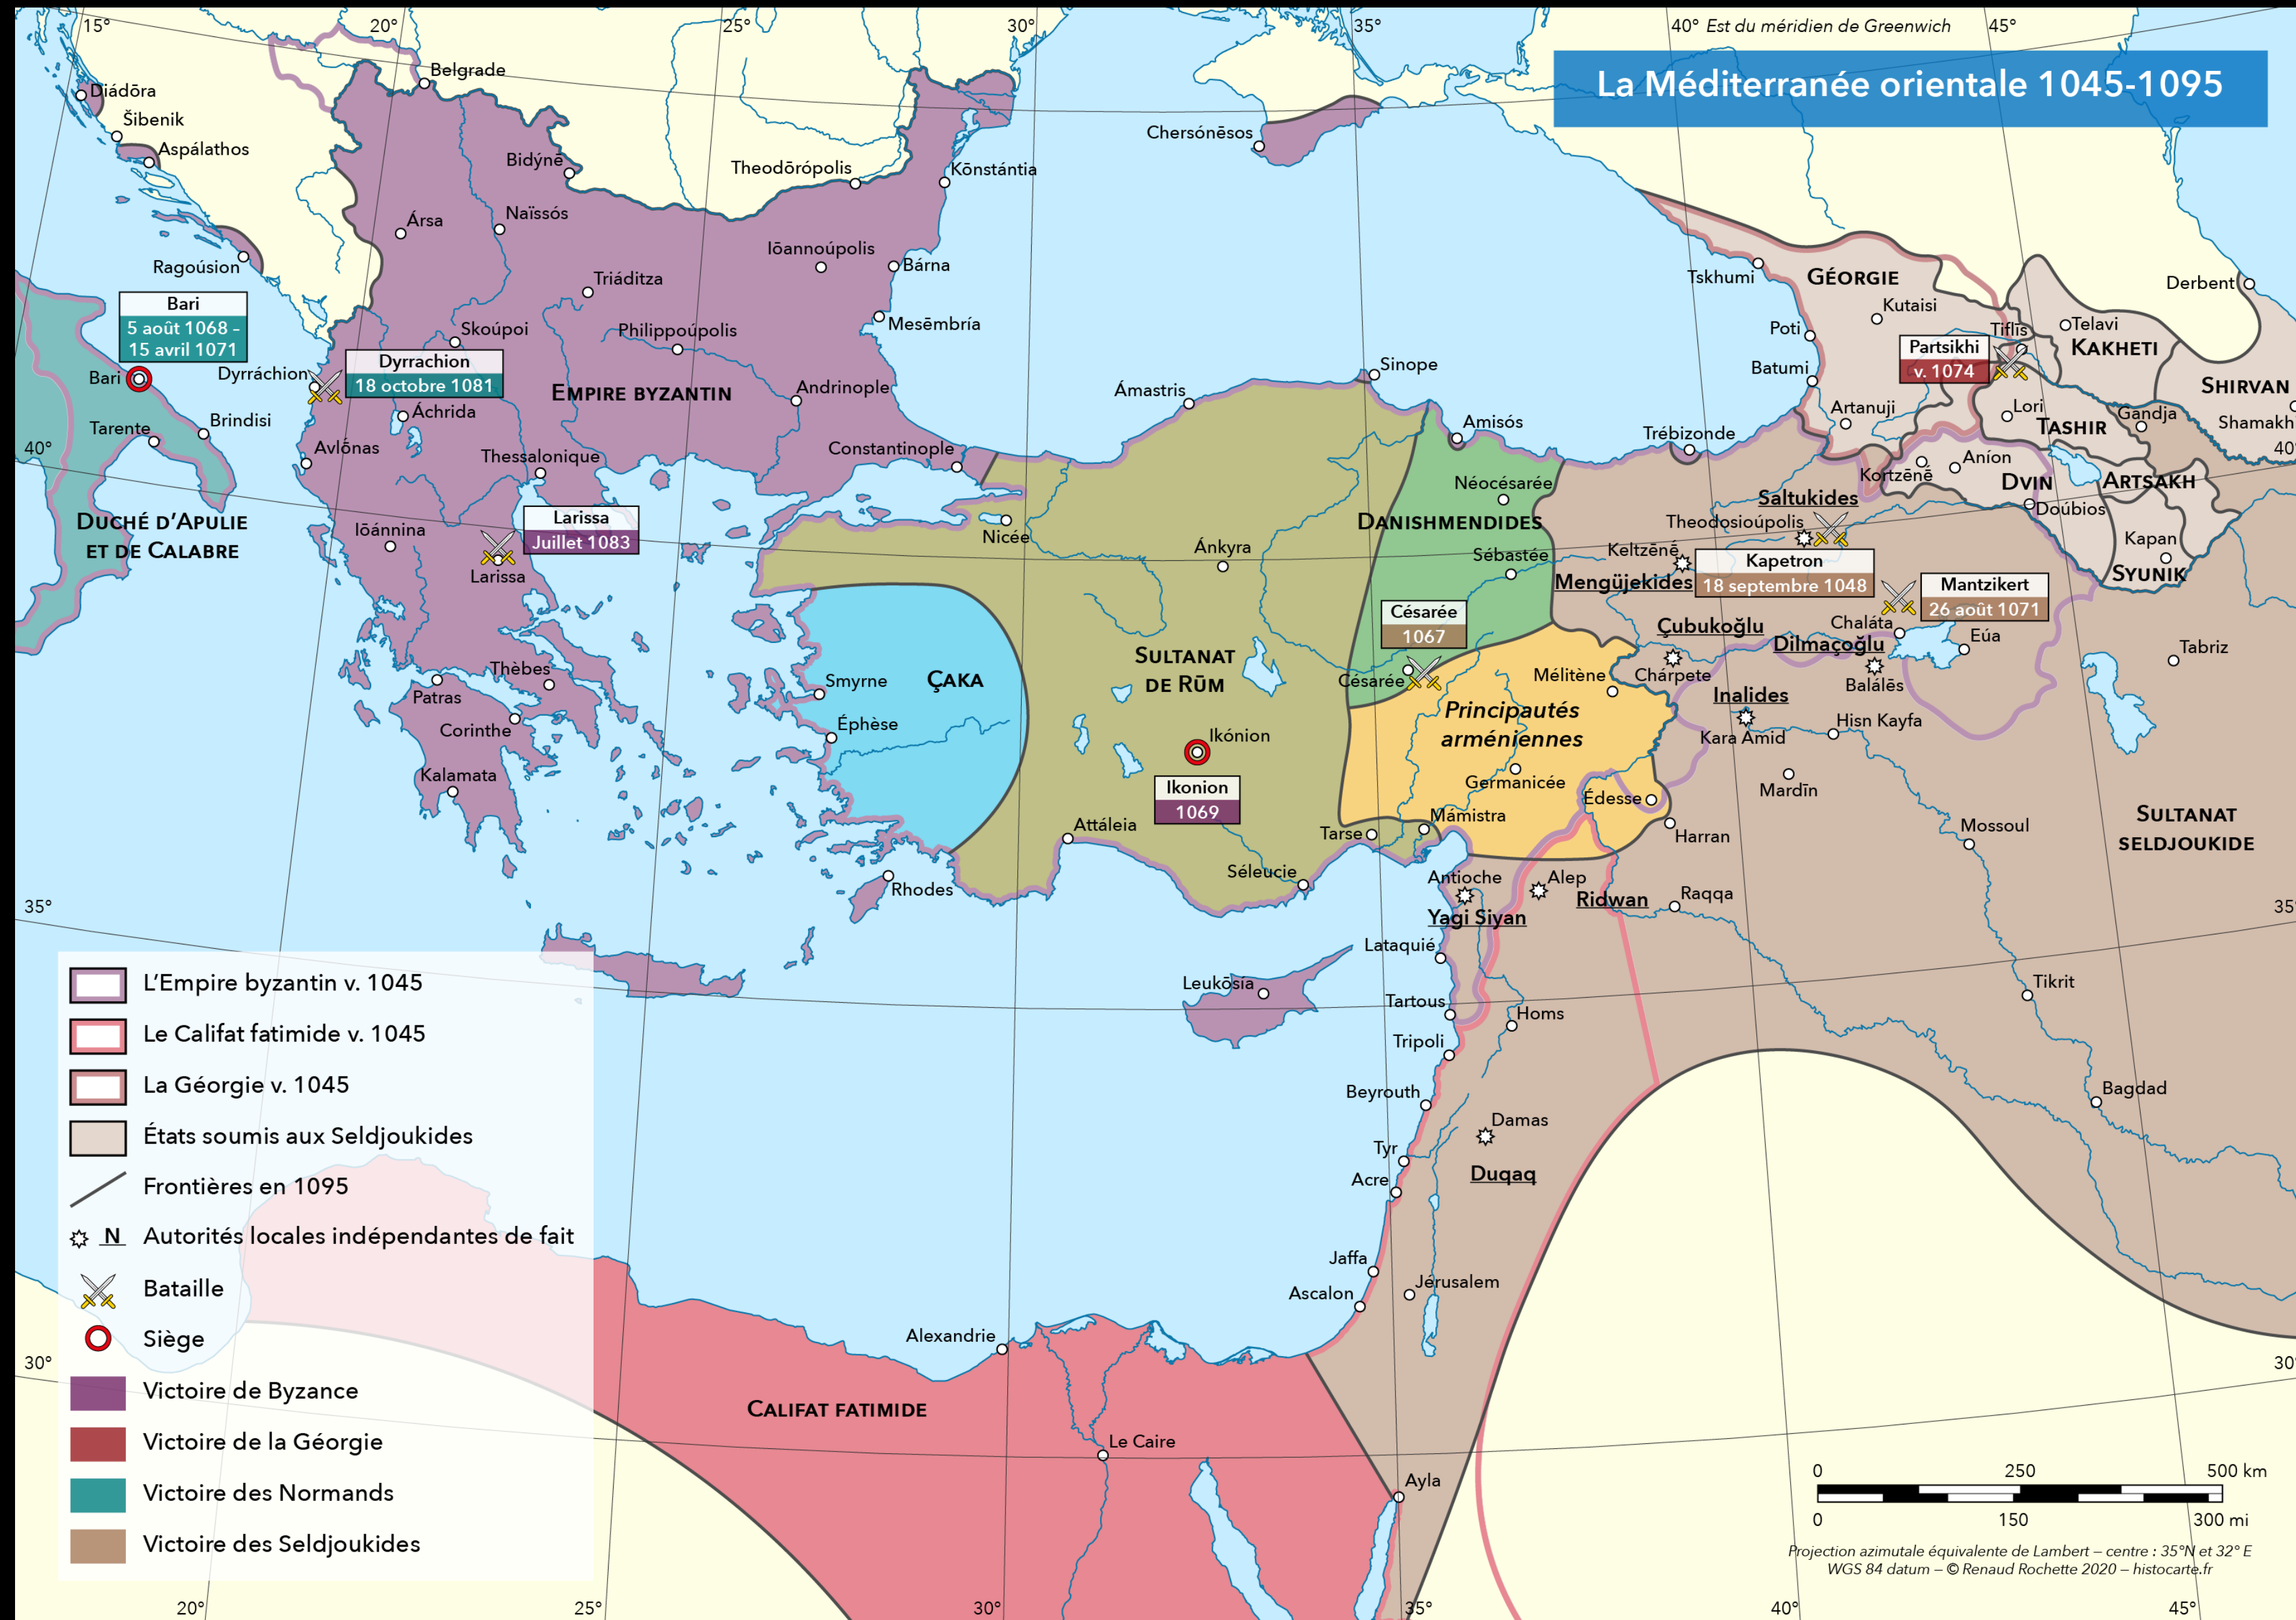 15°
20°
25°
30°
35°
40°
Est du méridien de Greenwich
45°
La Méditerranée orientale 1045-1095
Belgrade
Diádōra
Šibenik
Aspálathos
Chersónēsos
Bidýnē
Theodōrópolis
Kōnstántia
Ársa
Naïssós
Iōannoúpolis
Bárna
Ragoúsion
Triáditza
Tskhumi
GÉORGIE
Derbent
Kutaisi
Bari
5 août 1068 –
15 avril 1071
Skoúpoi
Philippoúpolis
Mesēmbría
Poti
Tiflis
Telavi
KAKHETI
Partsikhi
v. 1074
Bari
Dyrráchion
Dyrrachion
18 octobre 1081
EMPIRE BYZANTIN
Andrinople
Ámastris
Sinope
Batumi
SHIRVAN
Áchrida
Brindisi
Tarente
Amisós
Trébizonde
Artanuji
Lori
TASHIR
Gandja
Shamakh
40°
Avlónas
Thessalonique
Constantinople
Kortzēnē
Aníon
40°
DVIN
ARTSAKH
Néocésarée
Saltukides
DUCHÉ D'APULIE
ET DE CALABRE
Iōánnina
Larissa
Juillet 1083
Larissa
Nicée
DANISHMENDIDES
Theodosioúpolis
Doúbios
Ánkyra
Sébastée
Keltzēnē
Kapetron
18 septembre 1048
Kapan
SYUNIK
Mengüjekides
Mantzikert
26 août 1071
Césarée
1067
Çubukoğlu
Chaláta
Dilmaçoğlu
Eúa
Tabriz
Thèbes
SULTANAT
DE RŪM
ÇAKA
Smyrne
Césarée
Mélitène
Chárpete
Balálēs
Patras
Inalides
Principautés
arméniennes
Corinthe
Éphèse
Ikónion
Kara Amid
Hisn Kayfa
Kalamata
Ikonion
1069
Germanicée
Édesse
Mardīn
Attáleia
Tarse
Mámistra
Harran
Mossoul
SULTANAT
SELDJOUKIDE
Séleucie
Rhodes
Antioche
Alep
Ridwan
Raqqa
35°
35°
Yagi Siyan
Lataquié
Leukōsía
Tartous
Homs
Tikrit
Tripoli
Beyrouth
Bagdad
Damas
Tyr
Duqaq
Acre
Jaffa
Jérusalem
Ascalon
Alexandrie
30°
30°
CALIFAT FATIMIDE
Le Caire
Ayla
L'Empire byzantin v. 1045
Le Califat fatimide v. 1045
La Géorgie v. 1045
États soumis aux Seldjoukides
Frontières en 1095
N Autorités locales indépendantes de fait
Bataille
Siège
Victoire de Byzance
Victoire de la Géorgie
Victoire des Normands
Victoire des Seldjoukides
0 250 500 km
0 150 300 mi
Projection azimutale équivalente de Lambert – centre : 35°N et 32° E
WGS 84 datum – © Renaud Rochette 2020 – histocarte.fr
20°
25°
30°
35°
40°
45°